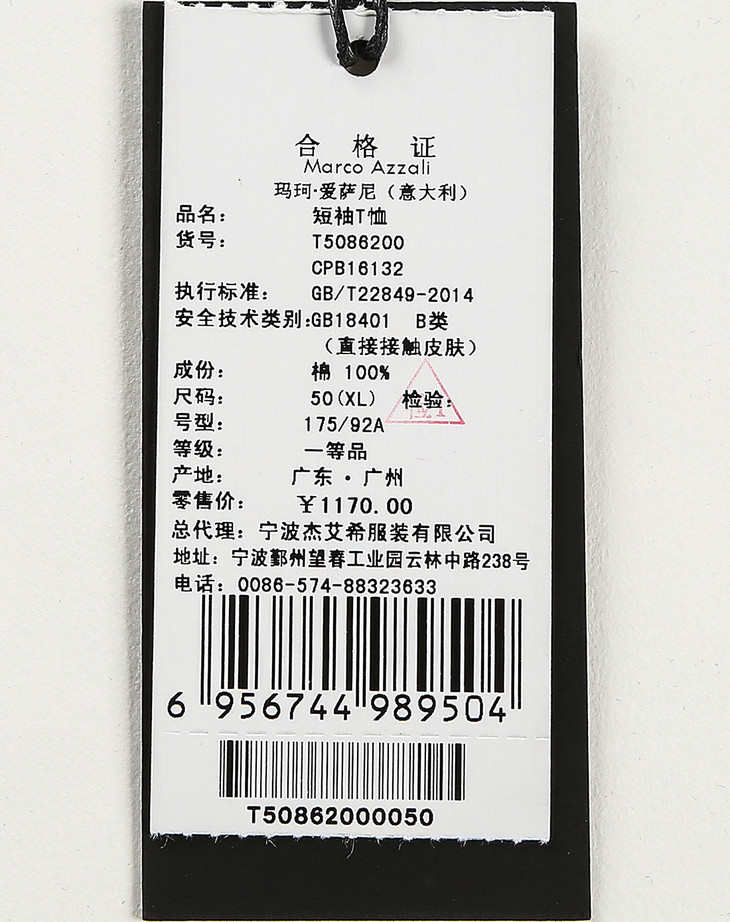 合格证
Marco Azzali
玛珂·爱萨尼（意大利）
品名： 短袖T恤
货号： T5086200
CPB16132
执行标准： GB/T22849-2014
安全技术类别:GB18401 B类
（直接接触皮肤）
成份： 棉 100%
尺码： 50(XL) 检验：
号型： 175/92A
等级： 一等品
产地： 广东·广州
零售价： ￥1170.00
总代理： 宁波杰艾希服装有限公司
地址： 宁波鄞州望春工业园云林中路238号
电话： 0086-574-88323633
6 956744 989504
T50862000050